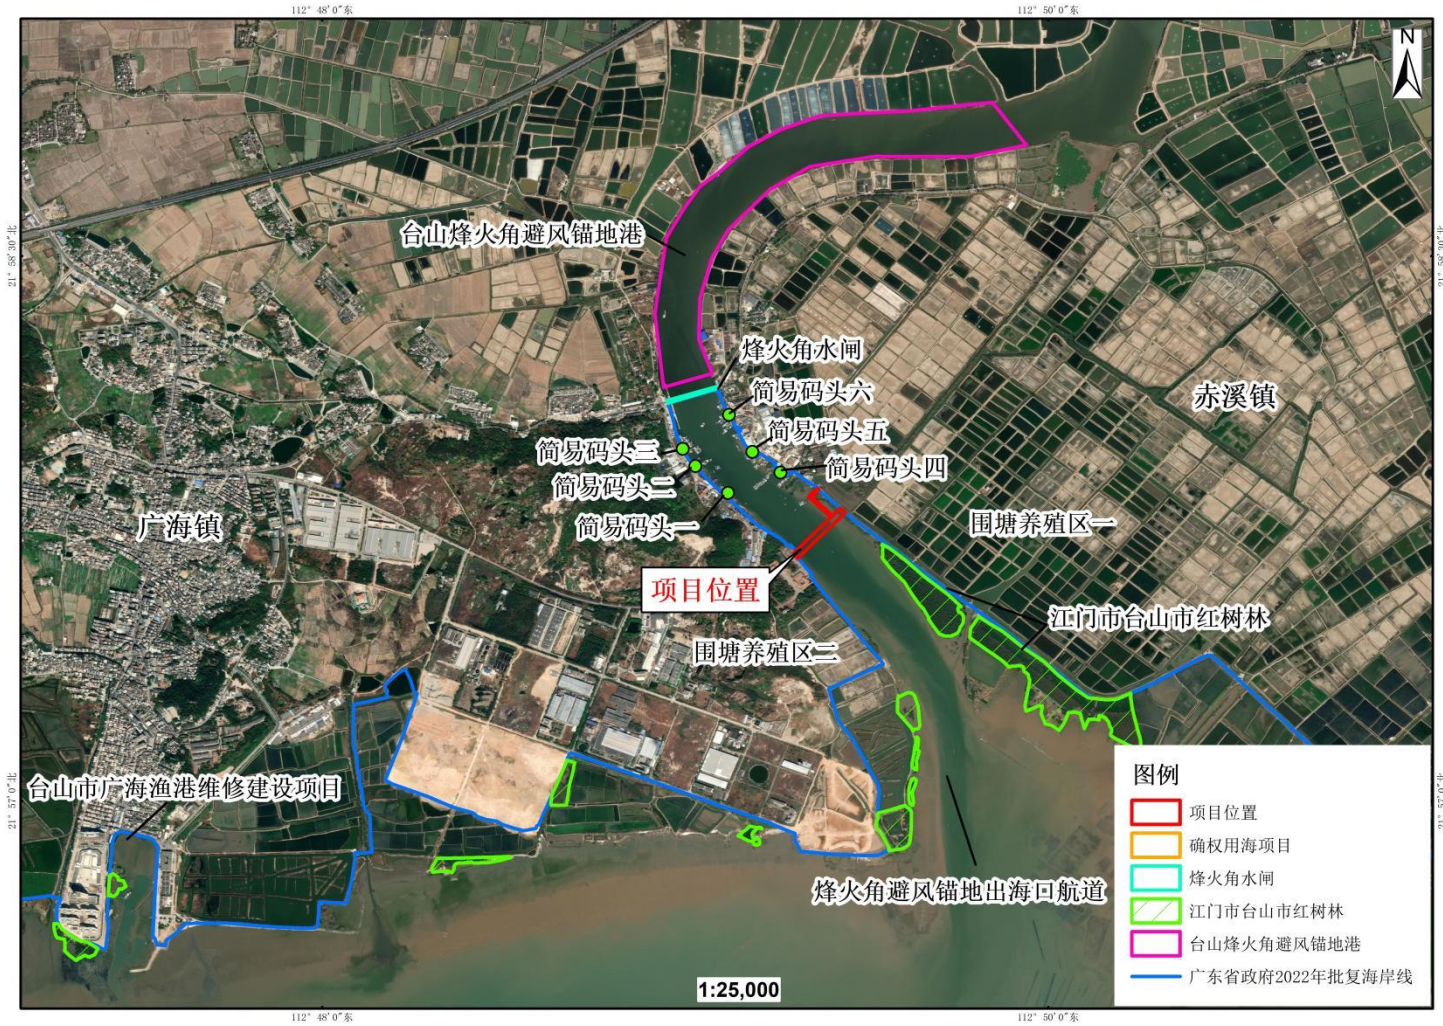 112° 48′ 0″东
112° 50′ 0″东
N
21° 58′ 30″北
21° 58′ 30″北
台山烽火角避风锚地港
烽火角水闸
简易码头六
赤溪镇
简易码头五
简易码头三
简易码头四
简易码头二
广海镇
简易码头一
围塘养殖区一
项目位置
江门市台山市红树林
围塘养殖区二
台山市广海渔港维修建设项目
烽火角避风锚地出海口航道
图例
项目位置
确权用海项目
烽火角水闸
江门市台山市红树林
台山烽火角避风锚地港
广东省政府2022年批复海岸线
1:25,000
112° 48′ 0″东
112° 50′ 0″东